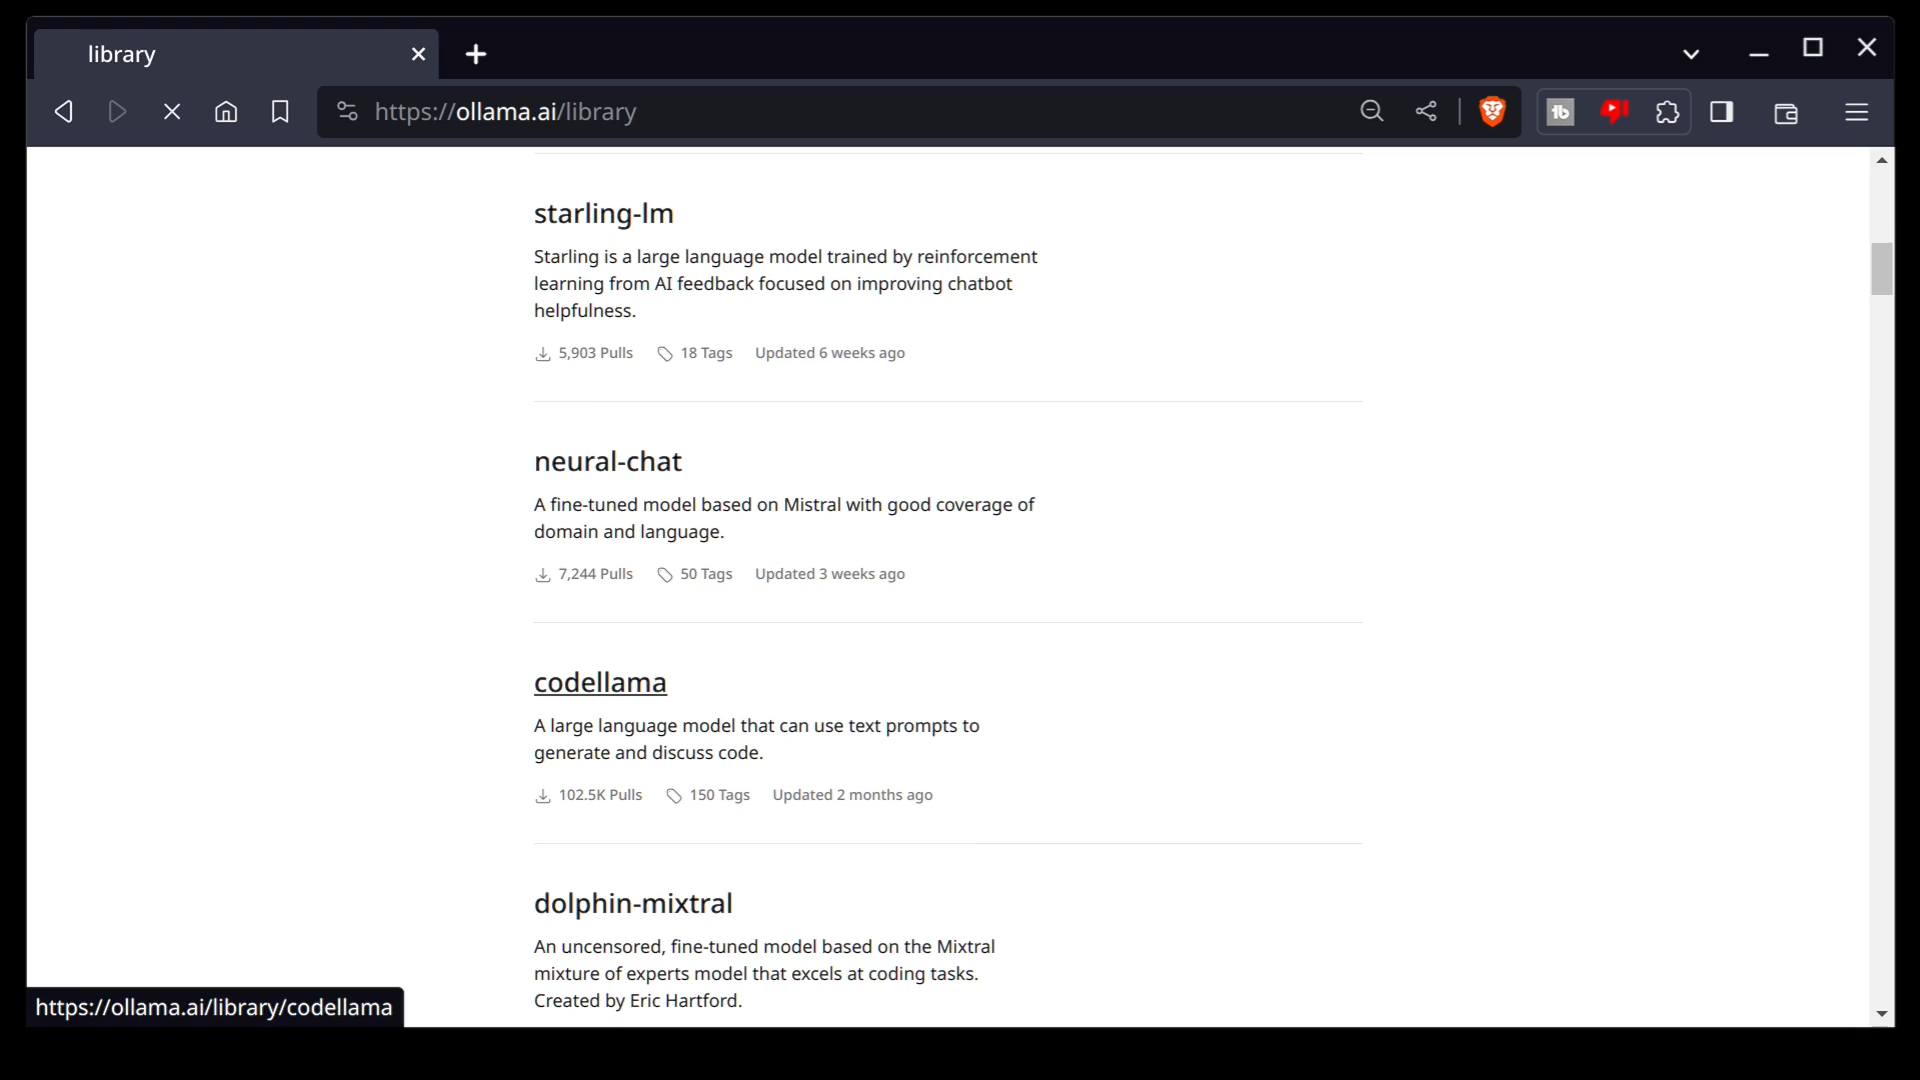 library
https://ollama.ai/library
tb
starling-lm
Starling is a large language model trained by reinforcement
learning from AI feedback focused on improving chatbot
helpfulness.
5,903 Pulls 18 Tags Updated 6 weeks ago
neural-chat
A fine-tuned model based on Mistral with good coverage of
domain and language.
7,244 Pulls 50 Tags Updated 3 weeks ago
codellama
A large language model that can use text prompts to
generate and discuss code.
102.5K Pulls 150 Tags Updated 2 months ago
dolphin-mixtral
An uncensored, fine-tuned model based on the Mixtral
mixture of experts model that excels at coding tasks.
Created by Eric Hartford.
https://ollama.ai/library/codellama